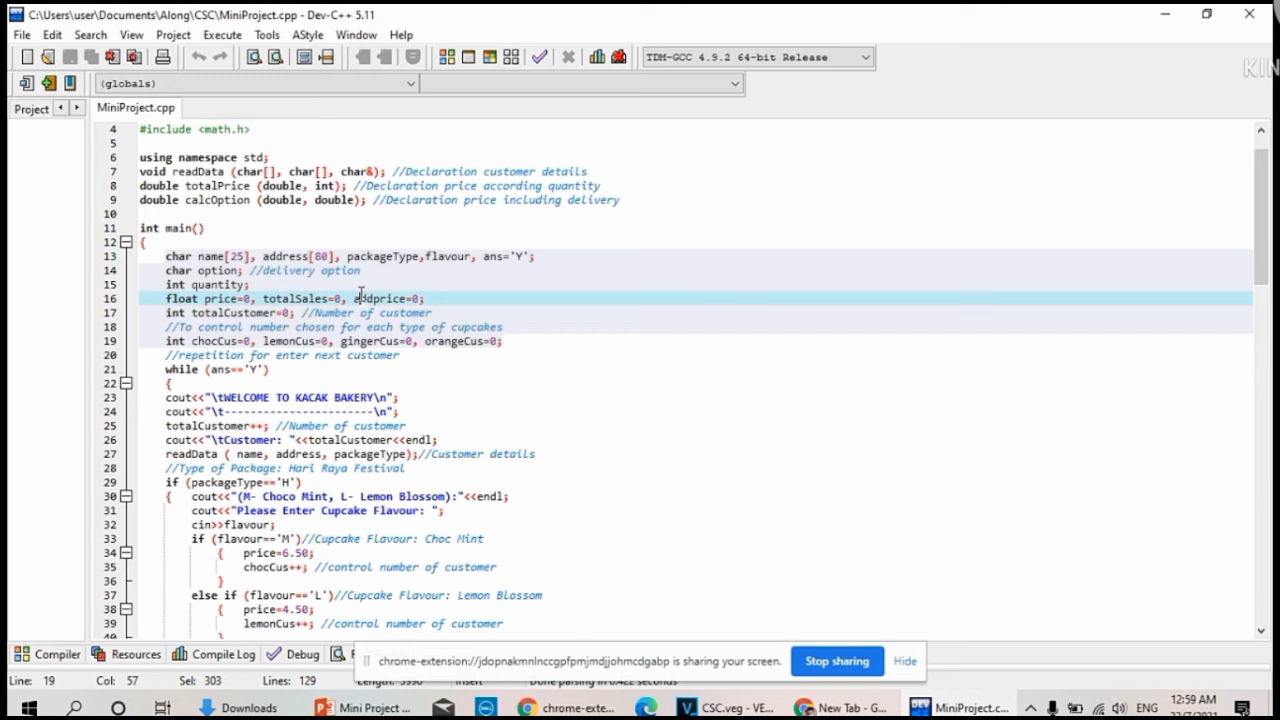 C:\Users\user\Documents\Along\CSC\MiniProject.cpp - Dev-C++ 5.11
File Edit Search View Project Execute Tools AStyle Window Help
TDM-GCC 4.9.2 64-bit Release
(globals)
Project MiniProject.cpp
4 #include <math.h>
5
6 using namespace std;
7 void readData (char[], char[], char&); //Declaration customer details
8 double totalPrice (double, int); //Declaration price according quantity
9 double calcOption (double, double); //Declaration price including delivery
10
11 int main()
12 {
13 char name[25], address[80], packageType,flavour, ans='Y';
14 char option; //delivery option
15 int quantity;
16 float price=0, totalSales=0, addprice=0;
17 int totalCustomer=0; //Number of customer
18 //To control number chosen for each type of cupcakes
19 int chocCus=0, lemonCus=0, gingerCus=0, orangeCus=0;
20 //repetition for enter next customer
21 while (ans=='Y')
22 {
23 cout<<"\tWELCOME TO KACAK BAKERY\n";
24 cout<<"\t-----------------------\n";
25 totalCustomer++; //Number of customer
26 cout<<"\tCustomer: "<<totalCustomer<<endl;
27 readData ( name, address, packageType);//Customer details
28 //Type of Package: Hari Raya Festival
29 if (packageType=='H')
30 { cout<<"(M- Choco Mint, L- Lemon Blossom):"<<endl;
31 cout<<"Please Enter Cupcake Flavour: ";
32 cin>>flavour;
33 if (flavour=='M')//Cupcake Flavour: Choc Mint
34 { price=6.50;
35 chocCus++; //control number of customer
36 }
37 else if (flavour=='L')//Cupcake Flavour: Lemon Blossom
38 { price=4.50;
39 lemonCus++; //control number of customer
40 }
Compiler Resources Compile Log Debug
chrome-extension://jdopnakmnlnccgpfpmjmdjjohmcdgabp is sharing your screen. Stop sharing Hide
Line: 19 Col: 57 Sel: 303 Lines: 129 Insert Done parsing in 0.422 seconds
Downloads Mini Project ... chrome-exte... CSC.veg - VE... New Tab - G... MiniProject.c... ENG 12:59 AM